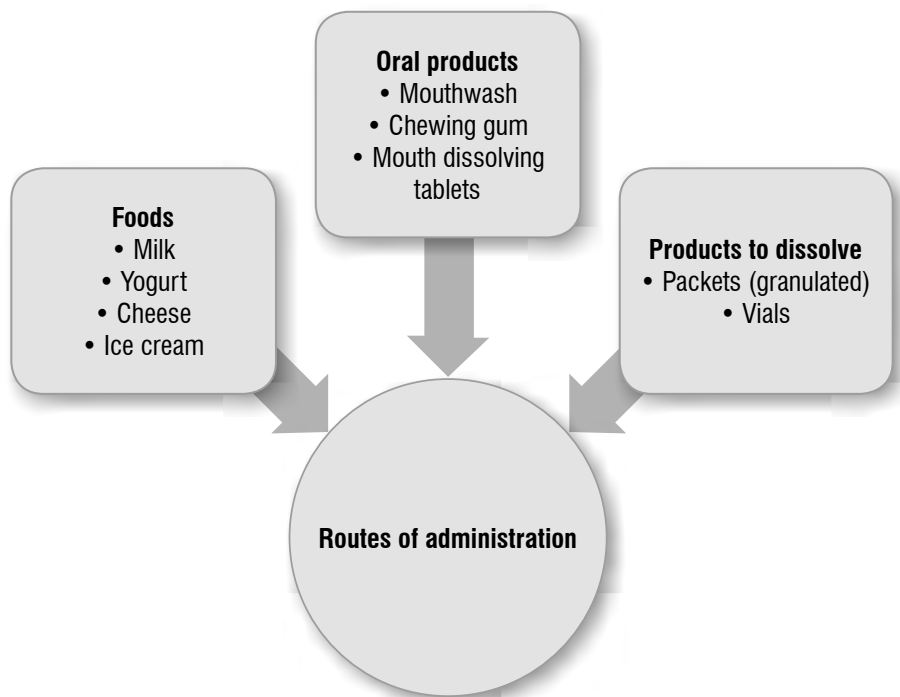 Oral products
• Mouthwash
• Chewing gum
• Mouth dissolving
tablets
Foods
• Milk
• Yogurt
• Cheese
• Ice cream
Products to dissolve
• Packets (granulated)
• Vials
Routes of administration